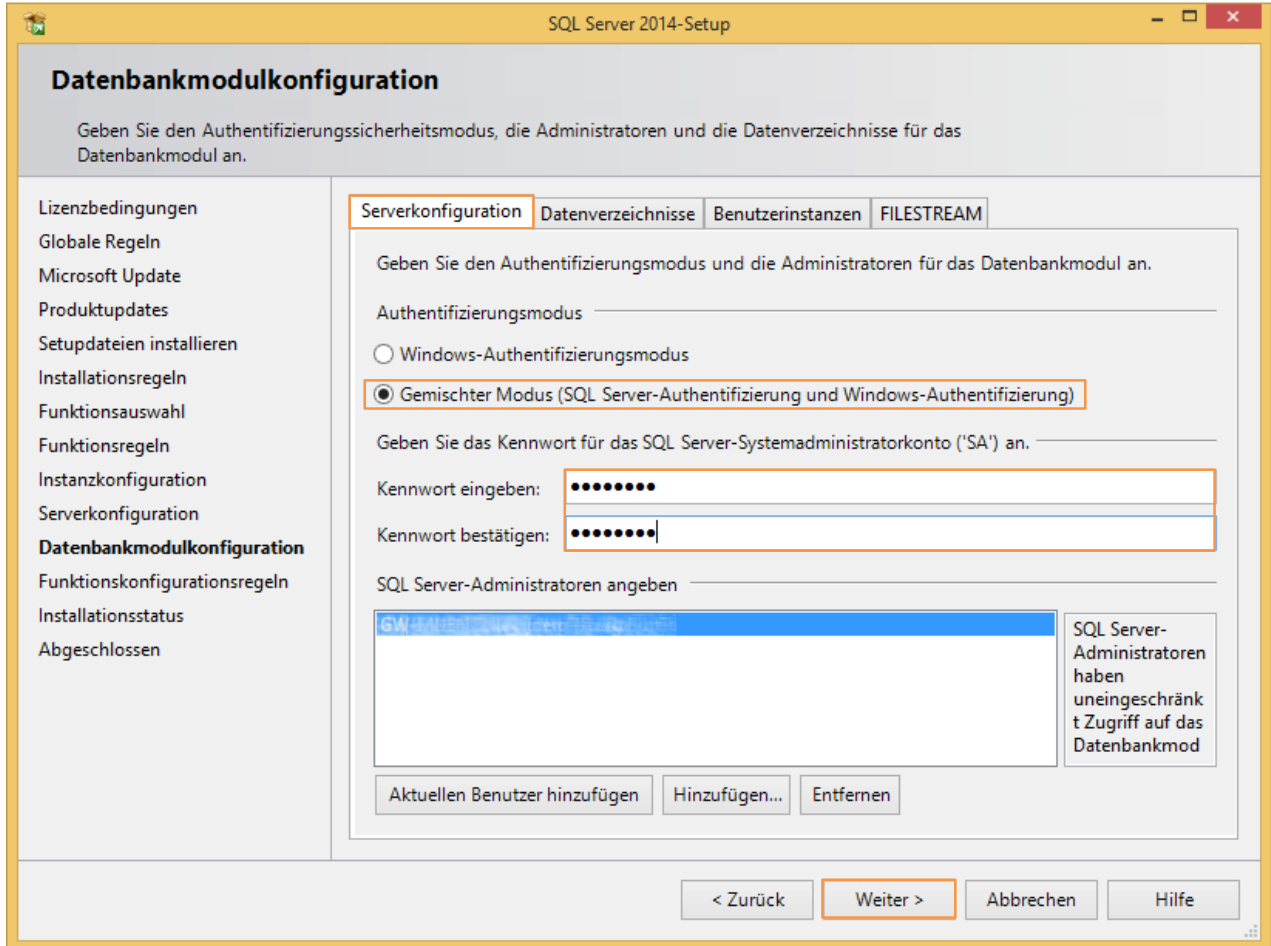 SQL Server 2014-Setup
Datenbankmodulkonfiguration
Geben Sie den Authentifizierungssicherheitsmodus, die Administratoren und die Datenverzeichnisse für das
Datenbankmodul an.
Lizenzbedingungen
Globale Regeln
Microsoft Update
Produktupdates
Setupdateien installieren
Installationsregeln
Funktionsauswahl
Funktionsregeln
Instanzkonfiguration
Serverkonfiguration
Datenbankmodulkonfiguration
Funktionskonfigurationsregeln
Installationsstatus
Abgeschlossen
Serverkonfiguration Datenverzeichnisse Benutzerinstanzen FILESTREAM
Geben Sie den Authentifizierungsmodus und die Administratoren für das Datenbankmodul an.
Authentifizierungsmodus
Windows-Authentifizierungsmodus
Gemischter Modus (SQL Server-Authentifizierung und Windows-Authentifizierung)
Geben Sie das Kennwort für das SQL Server-Systemadministratorkonto ('SA') an.
Kennwort eingeben: ●●●●●●●●
Kennwort bestätigen: ●●●●●●●●
SQL Server-Administratoren angeben
SQL Server-
Administratoren
haben
uneingeschränk
t Zugriff auf das
Datenbankmod
Aktuellen Benutzer hinzufügen Hinzufügen... Entfernen
< Zurück Weiter > Abbrechen Hilfe